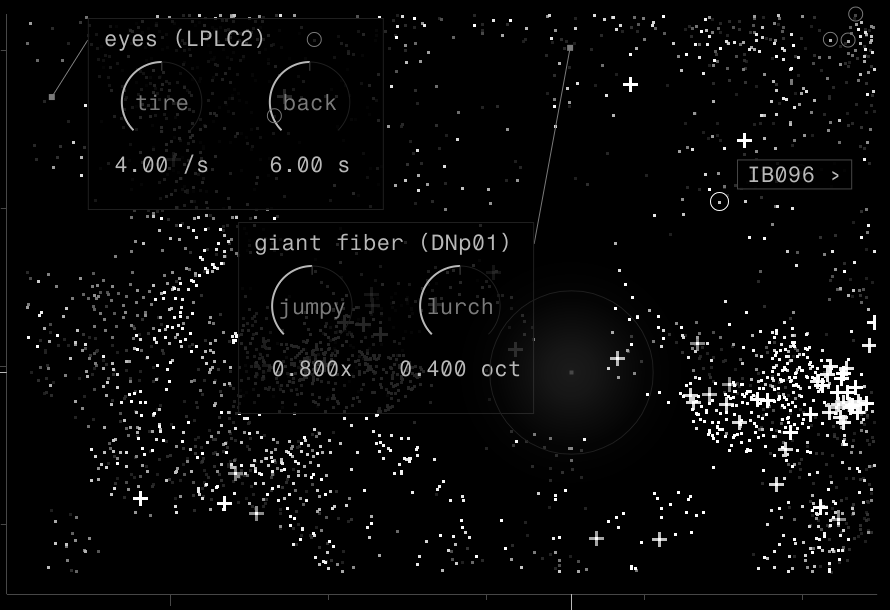 eyes (LPLC2)
tire back
4.00 /s 6.00 s
IB096 >
giant fiber (DNp01)
jumpy lurch
0.800x 0.400 oct